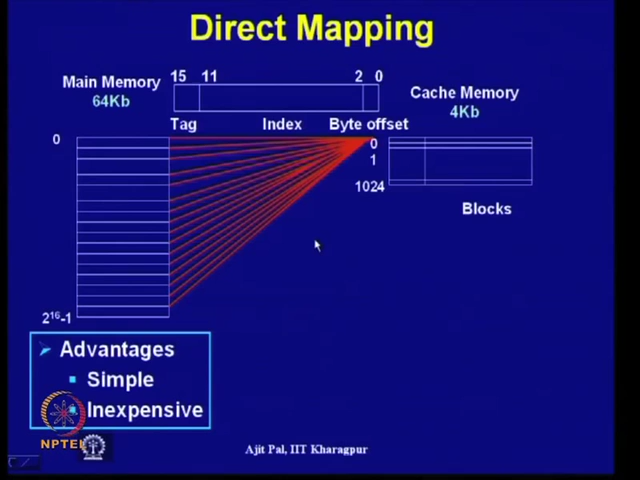 Direct Mapping
Main Memory
64Kb
15 11 2 0
Cache Memory
4Kb
Tag Index Byte offset
0
0
1
1024
Blocks
2¹⁶-1
Advantages
Simple
Inexpensive
NPTEL
Ajit Pal, IIT Kharagpur